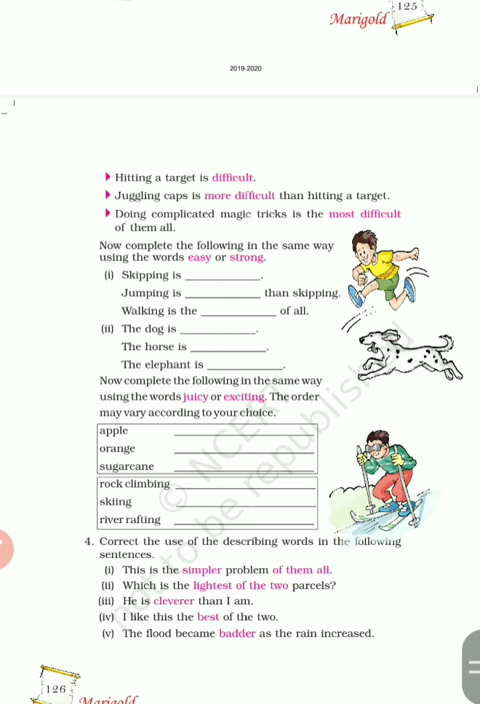 125
Marigold
2019-2020
Hitting a target is difficult.
Juggling caps is more difficult than hitting a target.
Doing complicated magic tricks is the most difficult
of them all.
Now complete the following in the same way
using the words easy or strong.
(i) Skipping is ____________.
Jumping is ____________ than skipping.
Walking is the ____________ of all.
(ii) The dog is ____________.
The horse is ____________.
The elephant is ____________.
Now complete the following in the same way
using the words juicy or exciting. The order
may vary according to your choice.
apple ____________
orange ____________
sugarcane ____________
rock climbing ____________
skiing ____________
river rafting ____________
© NCERT
not to be republished
4. Correct the use of the describing words in the following
sentences.
(i) This is the simpler problem of them all.
(ii) Which is the lightest of the two parcels?
(iii) He is cleverer than I am.
(iv) I like this the best of the two.
(v) The flood became badder as the rain increased.
126
Marigold